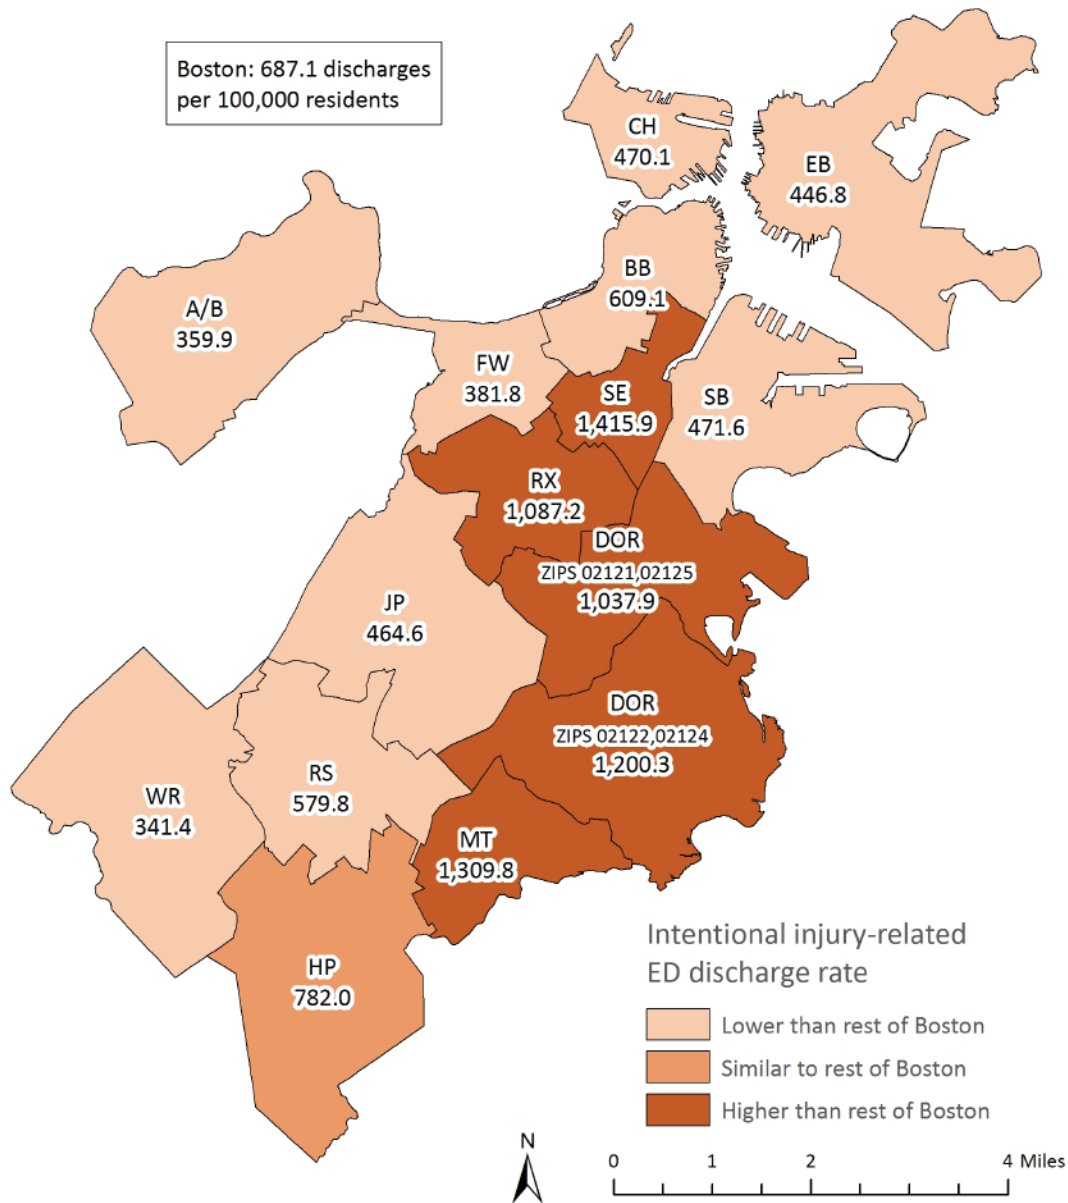 Boston: 687.1 discharges
per 100,000 residents
CH
470.1
EB
446.8
BB
609.1
A/B
359.9
FW
381.8
SE
1,415.9
SB
471.6
RX
1,087.2
DOR
ZIPS 02121,02125
1,037.9
JP
464.6
DOR
ZIPS 02122,02124
1,200.3
RS
579.8
WR
341.4
MT
1,309.8
HP
782.0
Intentional injury-related
ED discharge rate
Lower than rest of Boston
Similar to rest of Boston
Higher than rest of Boston
N
0 1 2 4 Miles